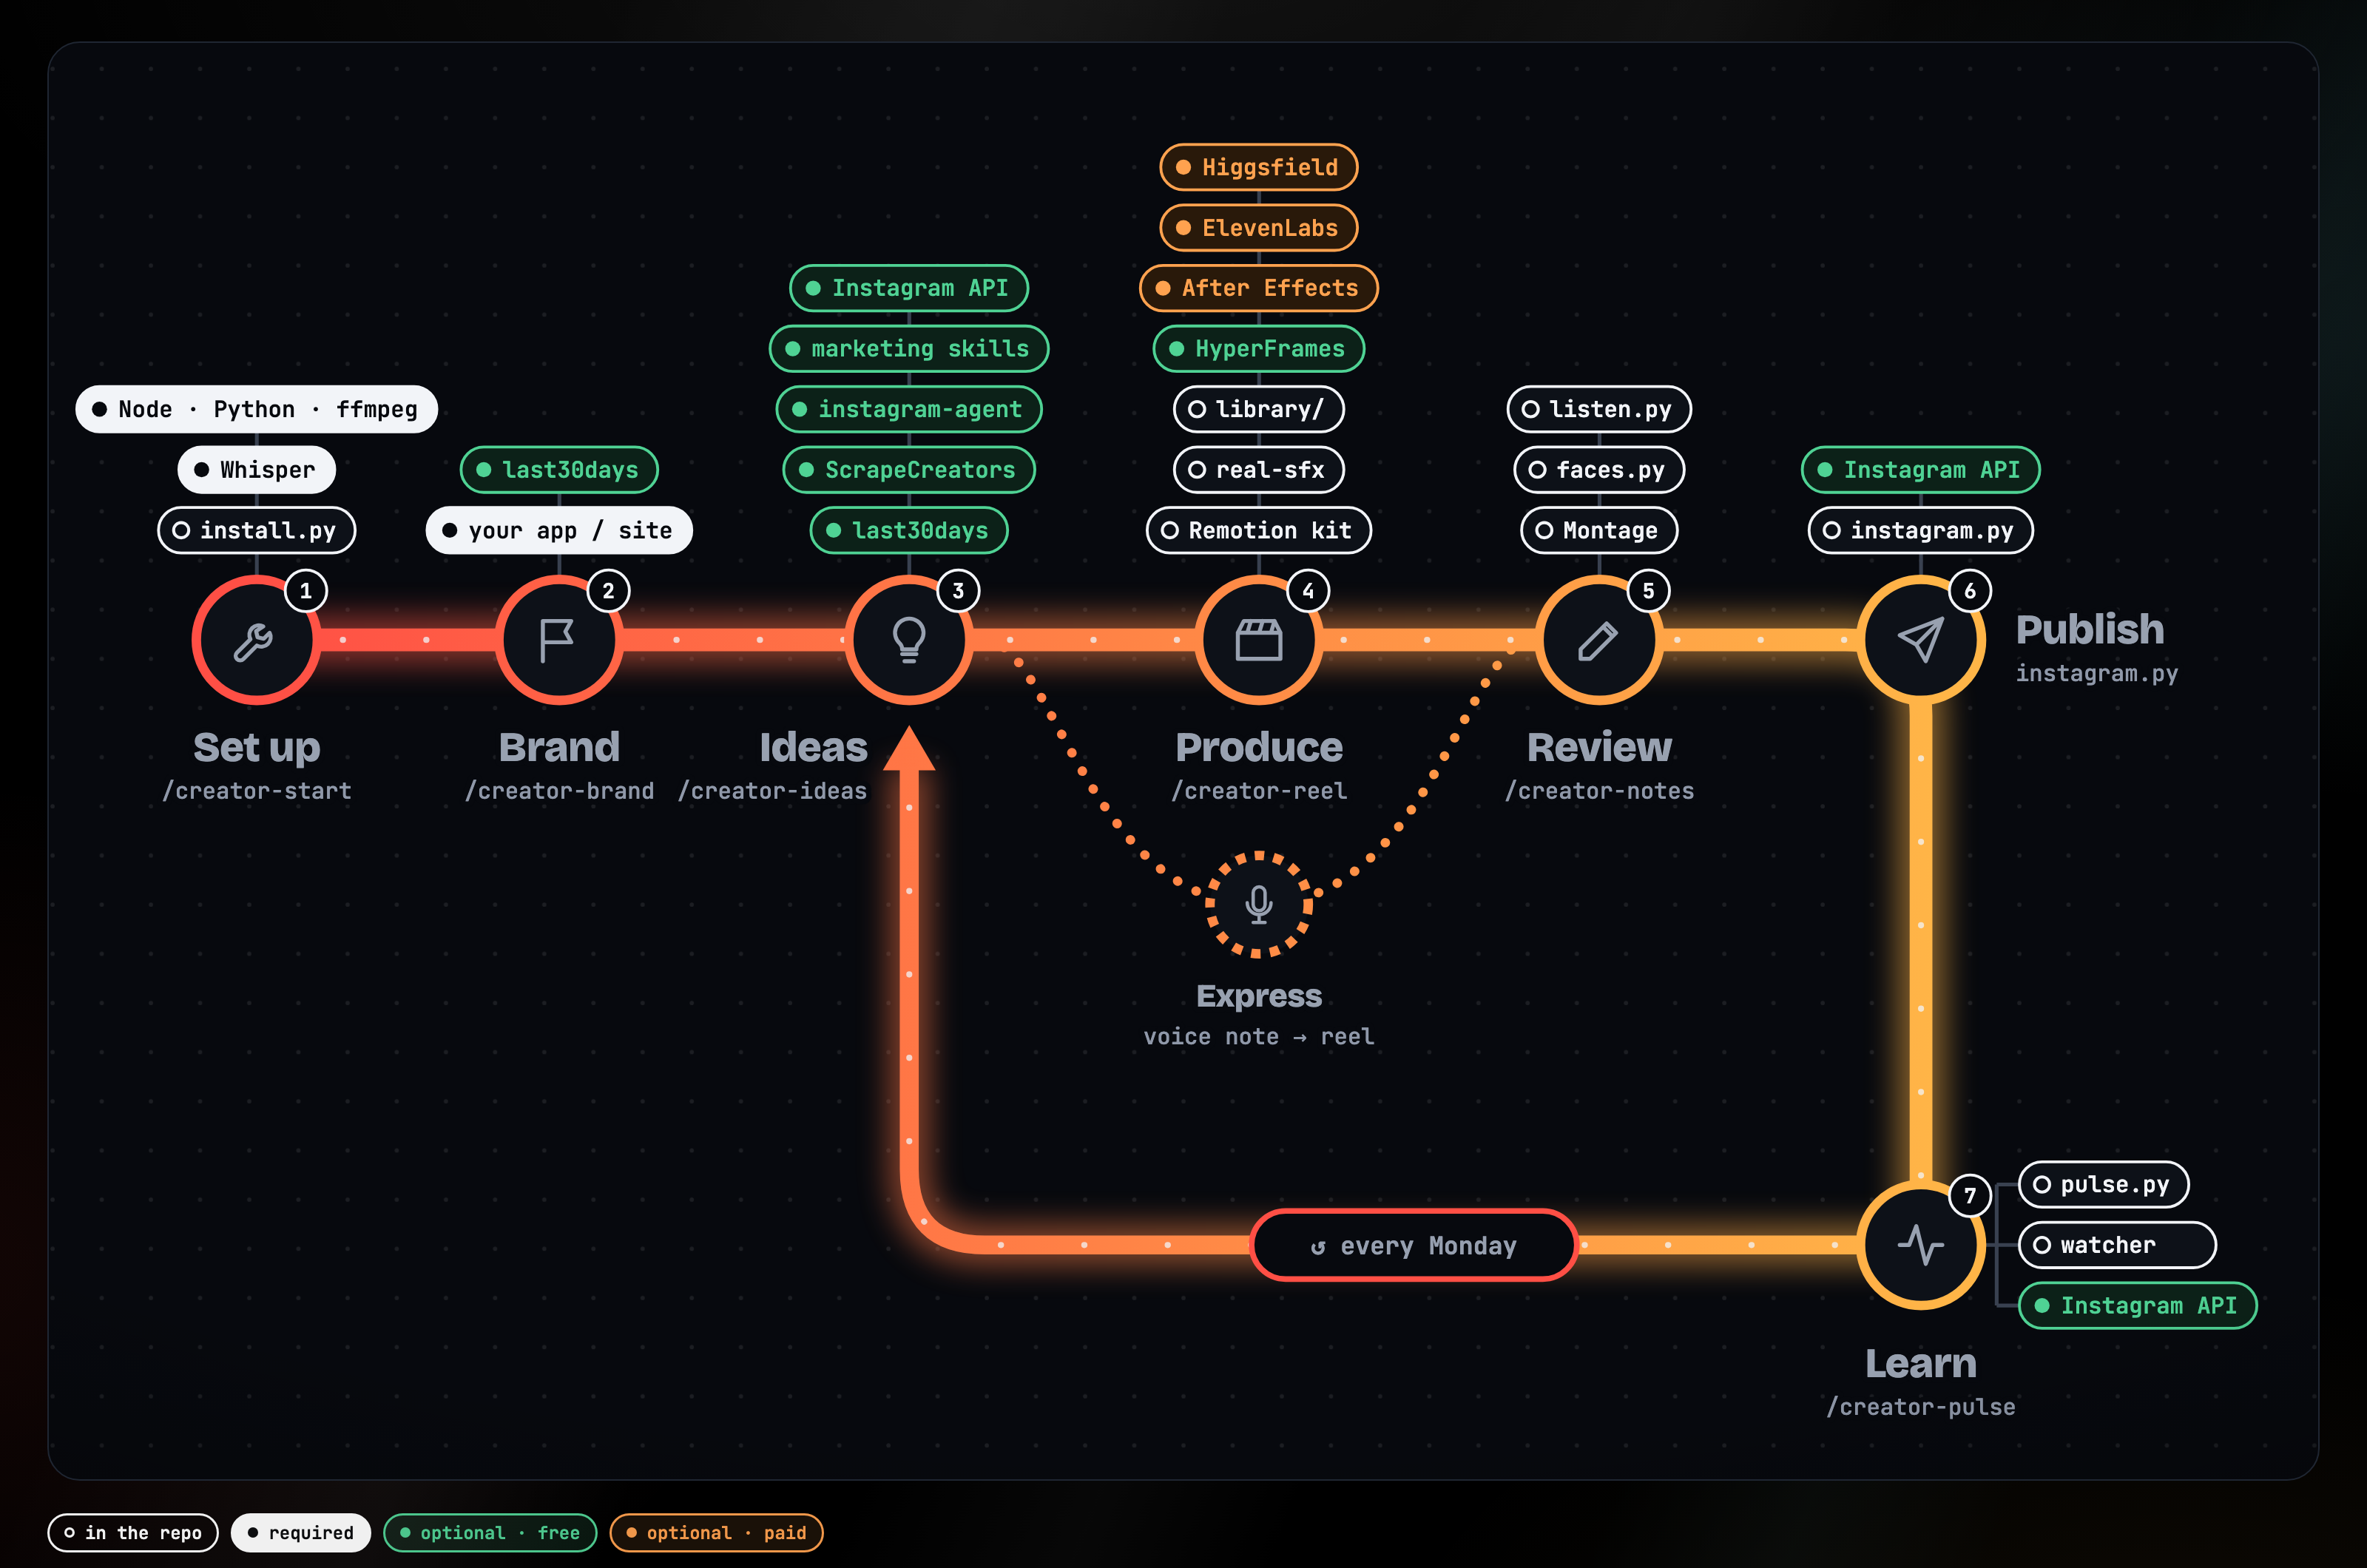 Node · Python · ffmpeg
Whisper
install.py
1
Set up
/creator-start
last30days
your app / site
2
Brand
/creator-brand
Instagram API
marketing skills
instagram-agent
ScrapeCreators
last30days
3
Ideas
/creator-ideas
Higgsfield
ElevenLabs
After Effects
HyperFrames
library/
real-sfx
Remotion kit
4
Produce
/creator-reel
Express
voice note → reel
listen.py
faces.py
Montage
5
Review
/creator-notes
Instagram API
instagram.py
6
Publish
instagram.py
↺ every Monday
7
pulse.py
watcher
Instagram API
Learn
/creator-pulse
in the repo
required
optional · free
optional · paid